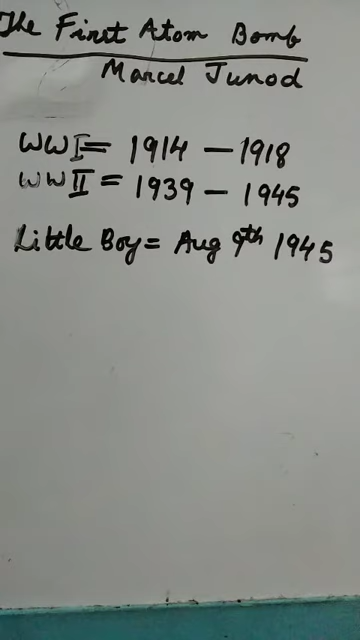 The First Atom Bomb
Marcel Junod
WWI = 1914 - 1918
WWII = 1939 - 1945
Little Boy = Aug 9th 1945